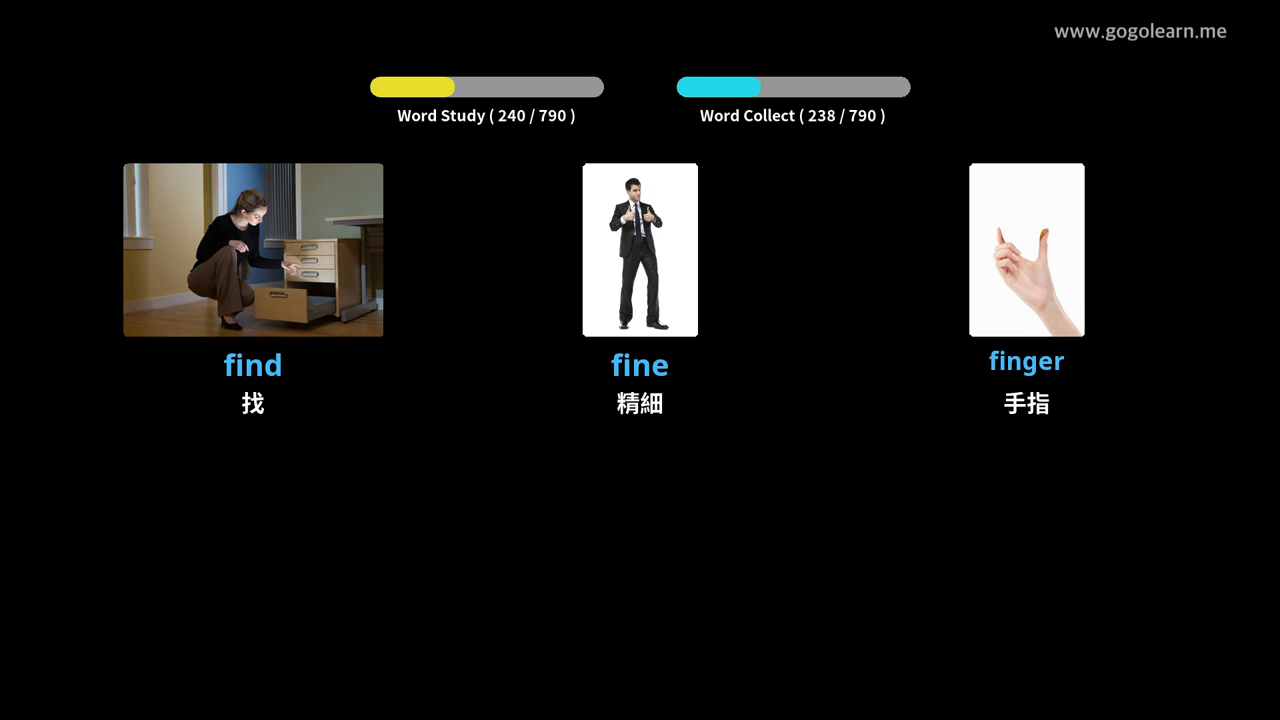 www.gogolearn.me
Word Study ( 240 / 790 )
Word Collect ( 238 / 790 )
find
找
fine
精細
finger
手指